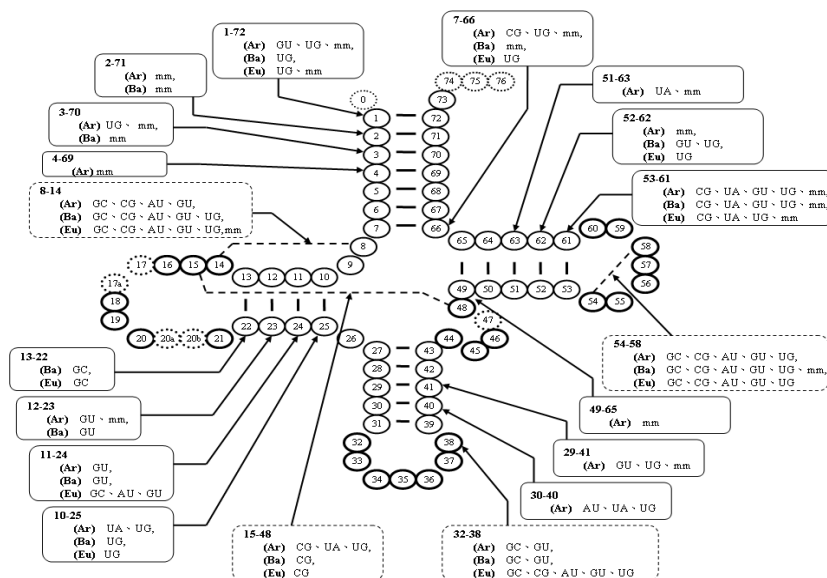 1-72
(Ar) GU、UG、mm,
(Ba) UG,
(Eu) UG、mm
2-71
(Ar) mm,
(Ba) mm
3-70
(Ar) UG、mm,
(Ba) mm
4-69
(Ar) mm
8-14
(Ar) GC、CG、AU、GU,
(Ba) GC、CG、AU、GU、UG,
(Eu) GC、CG、AU、GU、UG,mm
7-66
(Ar) CG、UG、mm,
(Ba) mm,
(Eu) UG
51-63
(Ar) UA、mm
52-62
(Ar) mm,
(Ba) GU、UG,
(Eu) UG
53-61
(Ar) CG、UA、GU、UG、mm,
(Ba) CG、UA、GU、UG、mm,
(Eu) CG、UA、UG、mm
0
74 75 76
73
1 72
2 71
3 70
4 69
5 68
6 67
7 66
8
9
65 64 63 62 61
60 59
58
57
56
17 16 15 14
13 12 11 10
17a
18
19
20 20a 20b 21
22 23 24 25
26
49 50 51 52 53
54 55
48
47
46
45
44
27 43
28 42
29 41
30 40
31 39
32 38
33 37
34 35 36
13-22
(Ba) GC,
(Eu) GC
12-23
(Ar) GU、mm,
(Ba) GU
11-24
(Ar) GU,
(Ba) GU,
(Eu) GC、AU、GU
10-25
(Ar) UA、UG,
(Ba) UG,
(Eu) UG
15-48
(Ar) CG、UA、UG,
(Ba) CG,
(Eu) CG
32-38
(Ar) GC、GU,
(Ba) GC、GU,
(Eu) GC、CG、AU、GU、UG
30-40
(Ar) AU、UA、UG
29-41
(Ar) GU、UG、mm
49-65
(Ar) mm
54-58
(Ar) GC、CG、AU、GU、UG,
(Ba) GC、CG、AU、GU、UG、mm,
(Eu) GC、CG、AU、GU、UG